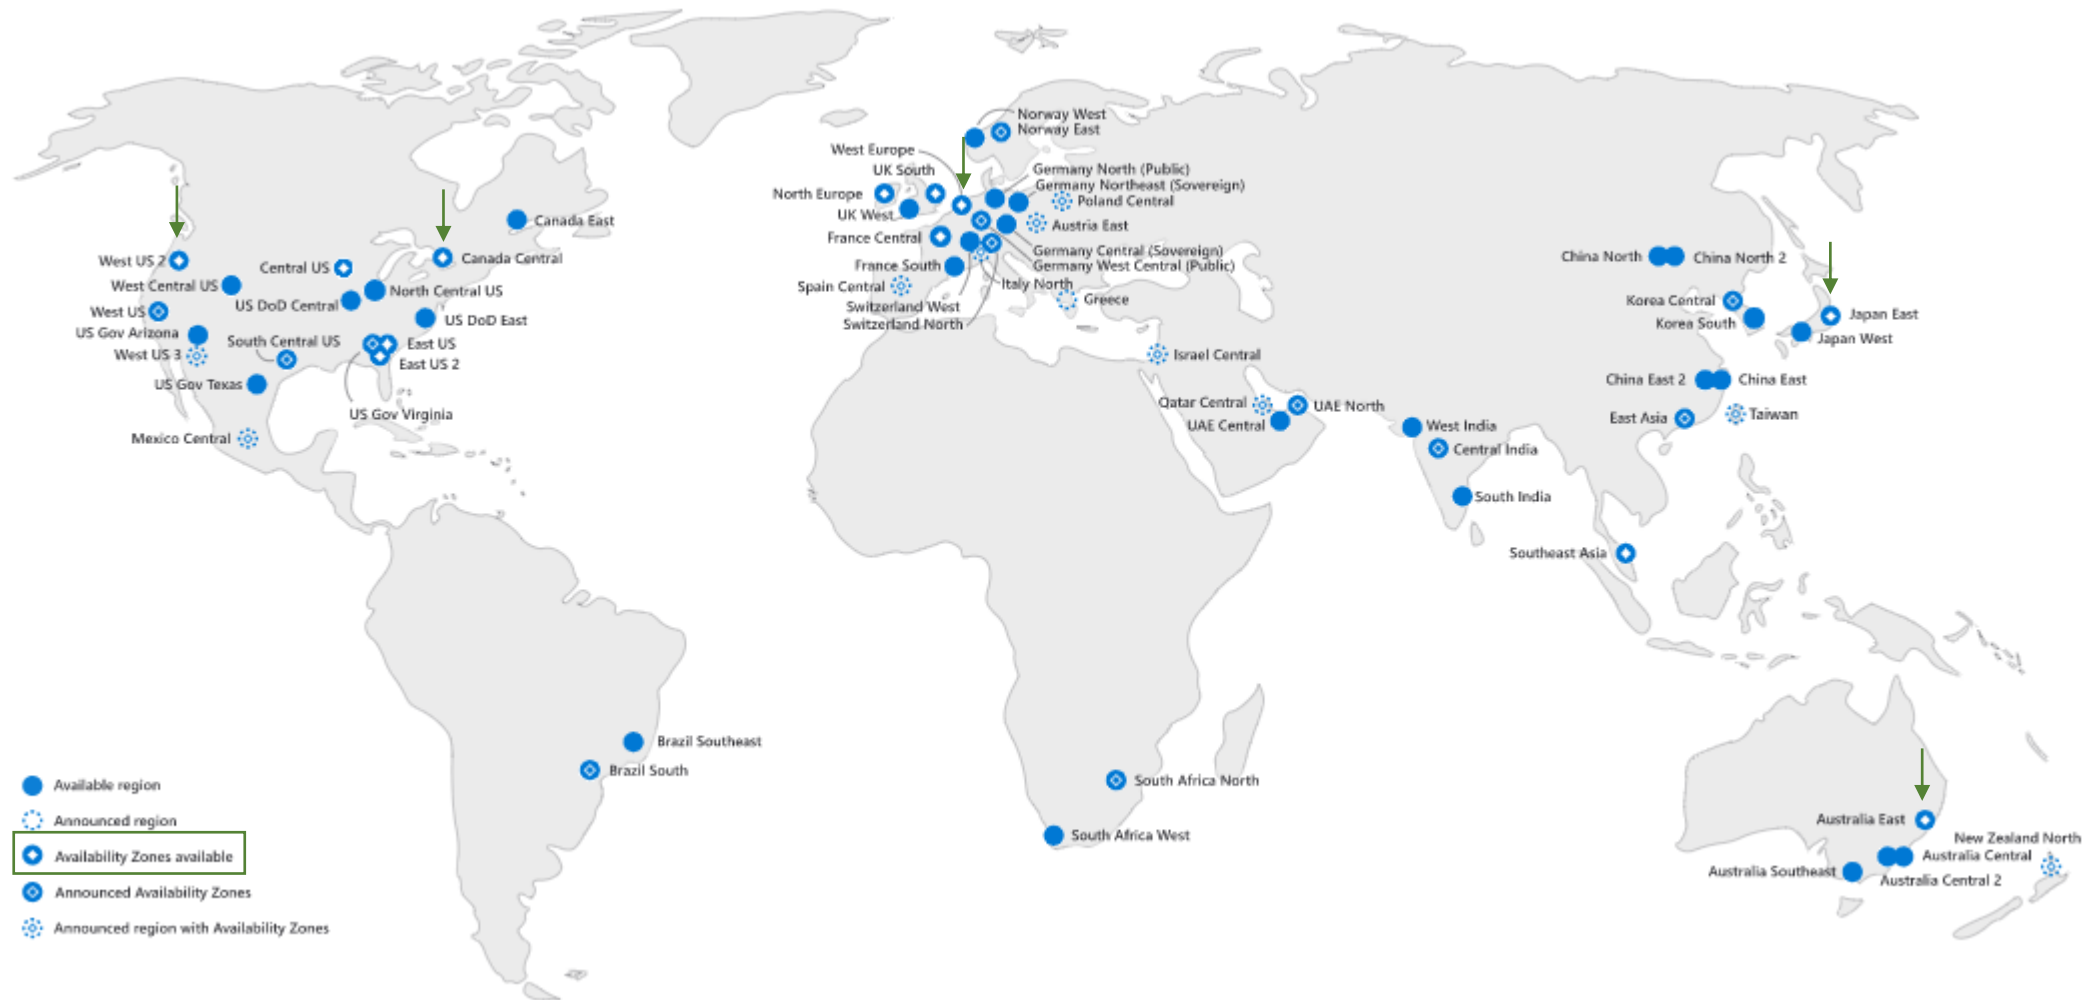 Norway West
Norway East
West Europe
UK South
Germany North (Public)
Germany Northeast (Sovereign)
North Europe
Poland Central
UK West
Austria East
France Central
Germany Central (Sovereign)
Germany West Central (Public)
France South
Spain Central
Italy North
Switzerland West
Greece
Switzerland North
Israel Central
Canada East
West US 2
Central US
Canada Central
West Central US
North Central US
US DoD Central
West US
US DoD East
US Gov Arizona
South Central US
East US
West US 3
East US 2
US Gov Texas
US Gov Virginia
Mexico Central
China North
China North 2
Korea Central
Japan East
Korea South
Japan West
China East 2
China East
East Asia
Taiwan
Qatar Central
UAE North
UAE Central
West India
Central India
South India
Southeast Asia
Brazil Southeast
Brazil South
South Africa North
South Africa West
Australia East
New Zealand North
Australia Central
Australia Southeast
Australia Central 2
Available region
Announced region
Availability Zones available
Announced Availability Zones
Announced region with Availability Zones